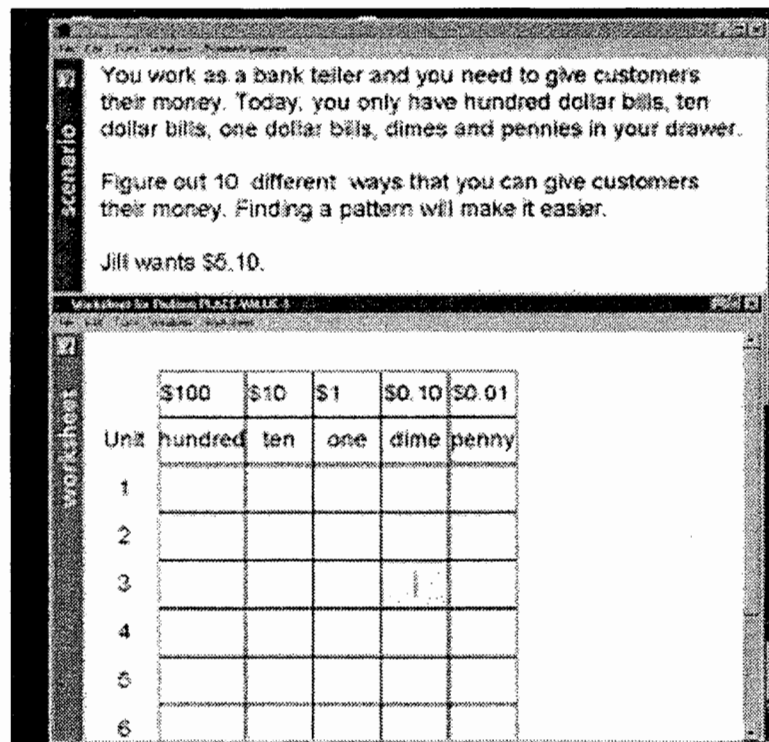 scenario
You work as a bank teller and you need to give customers
their money. Today, you only have hundred dollar bills, ten
dollar bills, one dollar bills, dimes and pennies in your drawer.
Figure out 10 different ways that you can give customers
their money. Finding a pattern will make it easier.
Jill wants $5.10.
worksheet
$100 $10 $1 $0.10 $0.01
Unit hundred ten one dime penny
1
2
3
4
5
6